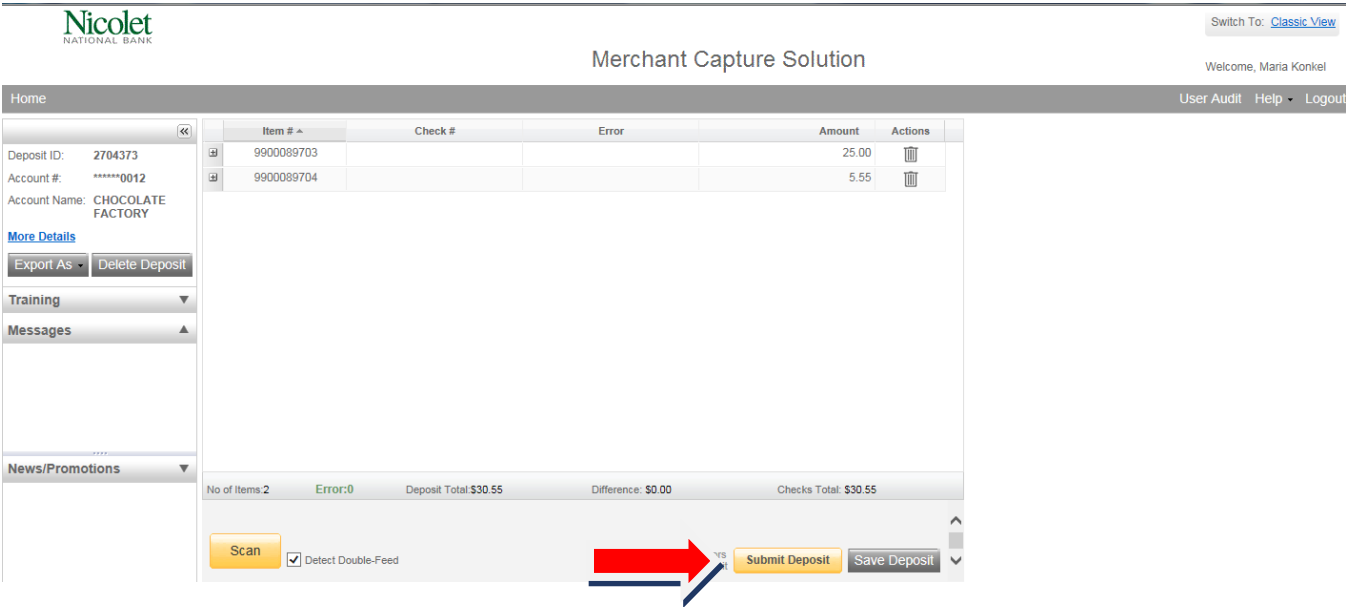 Nicolet
NATIONAL BANK
Switch To: Classic View
Merchant Capture Solution
Welcome, Maria Konkel
Home User Audit Help Logout
Item # Check # Error Amount Actions
Deposit ID: 2704373
9900089703 25.00
Account #: ******0012
9900089704 5.55
Account Name: CHOCOLATE
FACTORY
More Details
Export As Delete Deposit
Training
Messages
News/Promotions
No of Items:2 Error:0 Deposit Total:$30.55 Difference: $0.00 Checks Total: $30.55
Scan Detect Double-Feed Submit Deposit Save Deposit